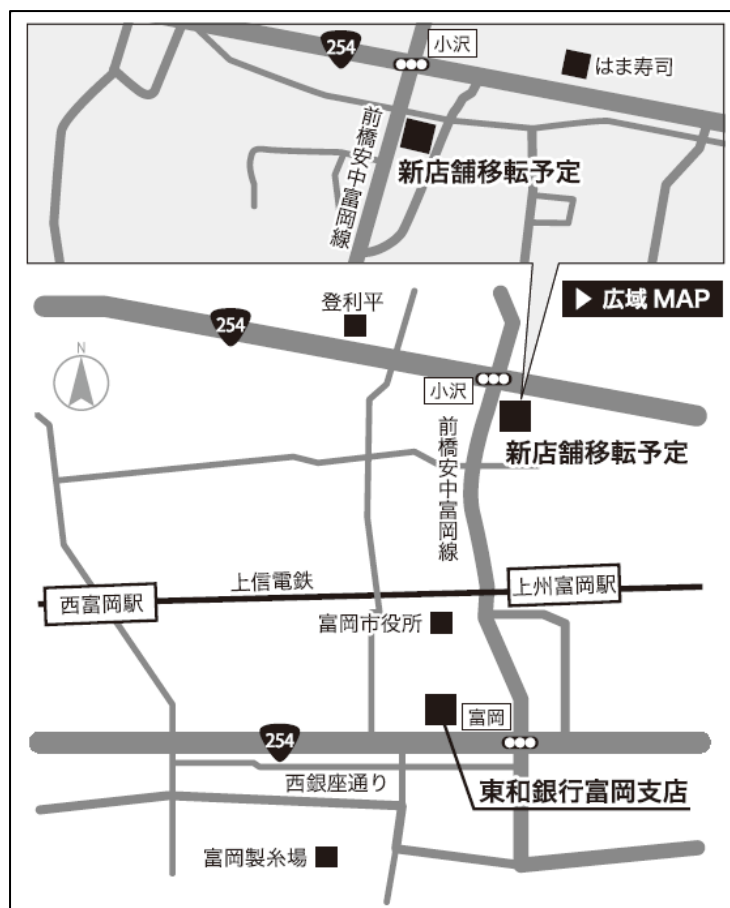 254
小沢
はま寿司
前橋安中富岡線
新店舗移転予定
▶ 広域 MAP
登利平
254
N
小沢
新店舗移転予定
前橋安中富岡線
上信電鉄
上州富岡駅
西富岡駅
富岡市役所
富岡
254
西銀座通り
東和銀行富岡支店
富岡製糸場